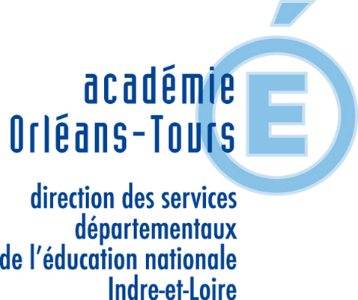 académie
Orléans-Tours
É
direction des services
départementaux
de l'éducation nationale
Indre-et-Loire